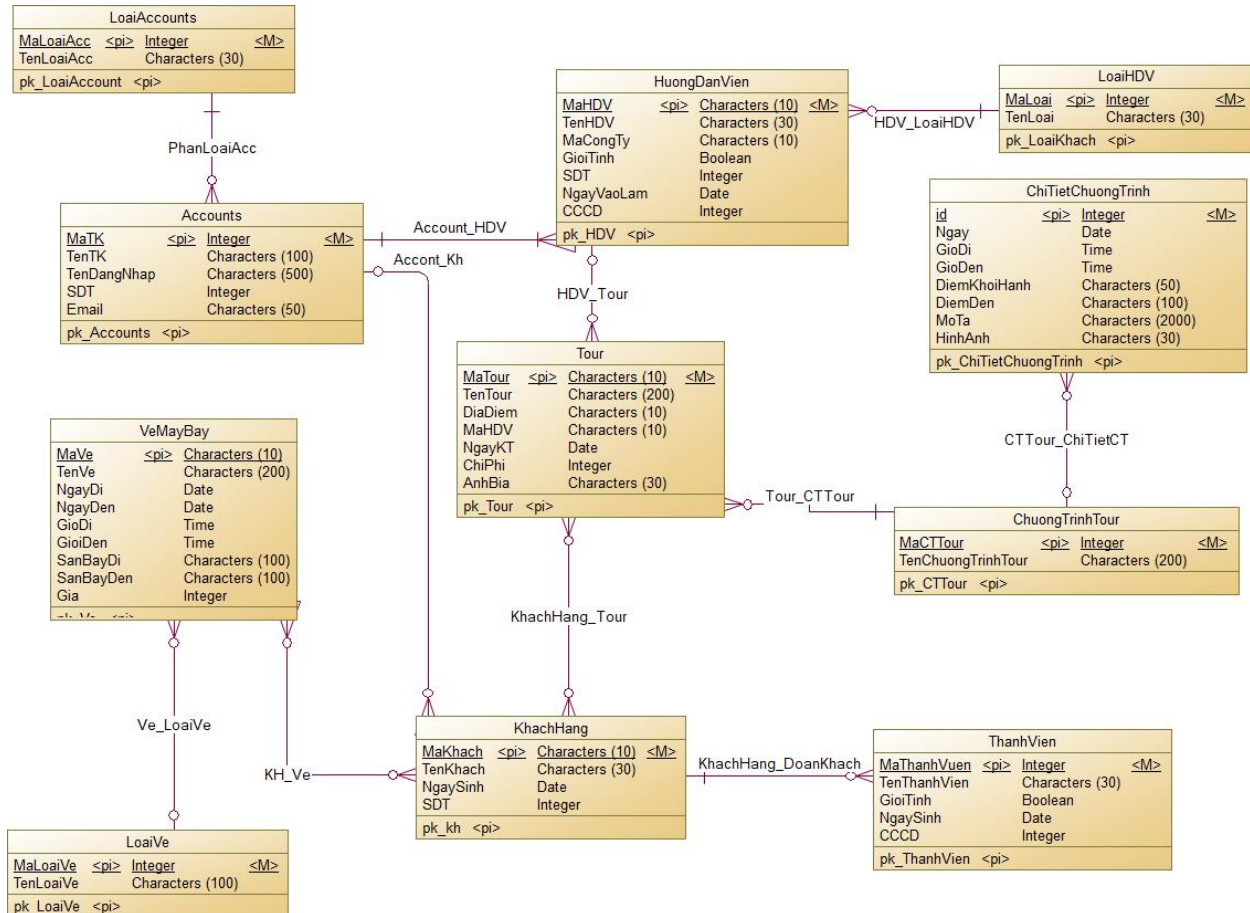 LoaiAccounts
MaLoaiAcc <pi> Integer <M>
TenLoaiAcc Characters (30)
pk_LoaiAccount <pi>
PhanLoaiAcc
Accounts
MaTK <pi> Integer <M>
TenTK Characters (100)
TenDangNhap Characters (500)
SDT Integer
Email Characters (50)
pk_Accounts <pi>
Account_HDV
Accont_Kh
HuongDanVien
MaHDV <pi> Characters (10) <M>
TenHDV Characters (30)
MaCongTy Characters (10)
GioiTinh Boolean
SDT Integer
NgayVaoLam Date
CCCD Integer
pk_HDV <pi>
HDV_LoaiHDV
LoaiHDV
MaLoai <pi> Integer <M>
TenLoai Characters (30)
pk_LoaiKhach <pi>
ChiTietChuongTrinh
id <pi> Integer <M>
Ngay Date
GioDi Time
GioDen Time
DiemKhoiHanh Characters (50)
DiemDen Characters (100)
MoTa Characters (2000)
HinhAnh Characters (30)
pk_ChiTietChuongTrinh <pi>
HDV_Tour
Tour
MaTour <pi> Characters (10) <M>
TenTour Characters (200)
DiaDiem Characters (10)
MaHDV Characters (10)
NgayKT Date
ChiPhi Integer
AnhBia Characters (30)
pk_Tour <pi>
CTTour_ChiTietCT
Tour_CTTour
ChuongTrinhTour
MaCTTour <pi> Integer <M>
TenChuongTrinhTour Characters (200)
pk_CTTour <pi>
VeMayBay
MaVe <pi> Characters (10)
TenVe Characters (200)
NgayDi Date
NgayDen Date
GioDi Time
GioiDen Time
SanBayDi Characters (100)
SanBayDen Characters (100)
Gia Integer
KhachHang_Tour
Ve_LoaiVe
KH_Ve
KhachHang
MaKhach <pi> Characters (10) <M>
TenKhach Characters (30)
NgaySinh Date
SDT Integer
pk_kh <pi>
KhachHang_DoanKhach
ThanhVien
MaThanhVuen <pi> Integer <M>
TenThanhVien Characters (30)
GioiTinh Boolean
NgaySinh Date
CCCD Integer
pk_ThanhVien <pi>
LoaiVe
MaLoaiVe <pi> Integer <M>
TenLoaiVe Characters (100)
pk_LoaiVe <pi>